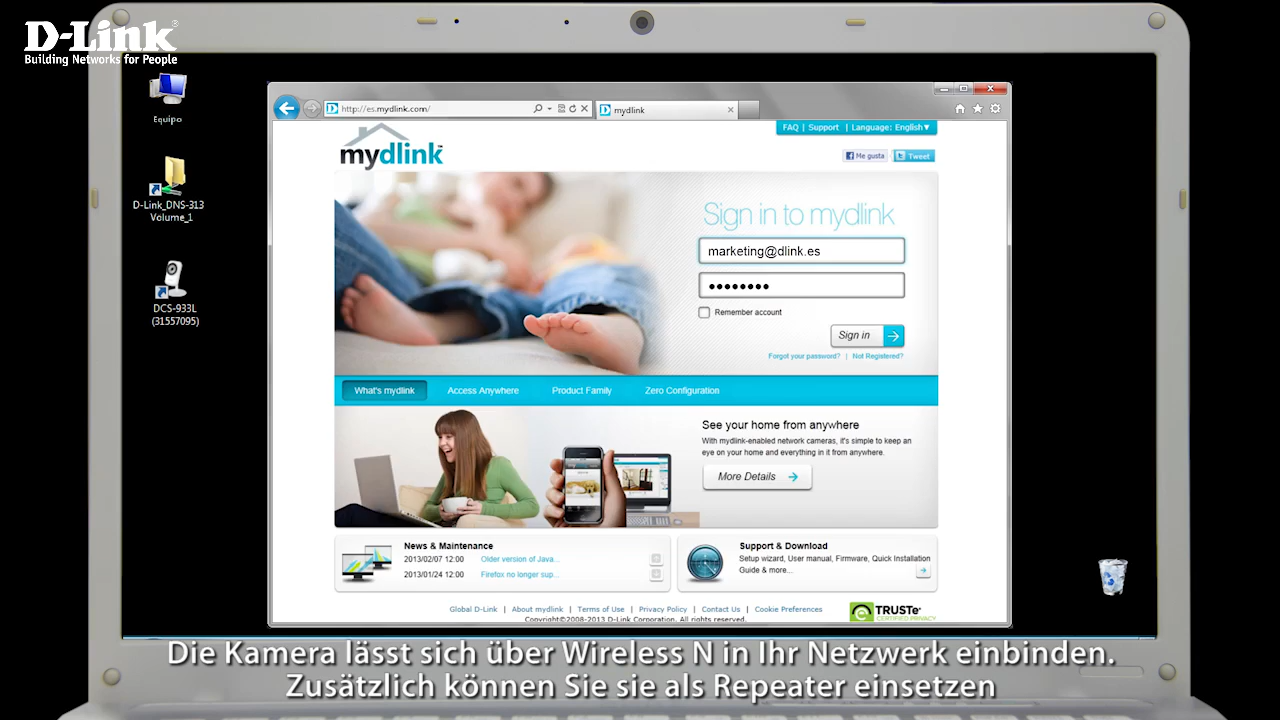 D-Link®
Building Networks for People
Equipo
D-Link_DNS-313
Volume_1
DCS-933L
(31557095)
http://es.mydlink.com/
mydlink
FAQ | Support | Language: English▼
mydlink™
Me gusta
Tweet
Sign in to mydlink
marketing@dlink.es
●●●●●●●●
Remember account
Sign in
Forgot your password? | Not Registered?
What's mydlink
Access Anywhere
Product Family
Zero Configuration
See your home from anywhere
With mydlink-enabled network cameras, it's simple to keep an
eye on your home and everything in it from anywhere.
More Details
News & Maintenance
2013/02/07 12:00 Older version of Java...
2013/01/24 12:00 Firefox no longer sup...
Support & Download
Setup wizard, User manual, Firmware, Quick Installation
Guide & more...
Global D-Link | About mydlink | Terms of Use | Privacy Policy | Contact Us | Cookie Preferences
Copyright©2008-2013 D-Link Corporation. All rights reserved.
TRUSTe
CERTIFIED PRIVACY
Die Kamera lässt sich über Wireless N in Ihr Netzwerk einbinden.
Zusätzlich können Sie sie als Repeater einsetzen